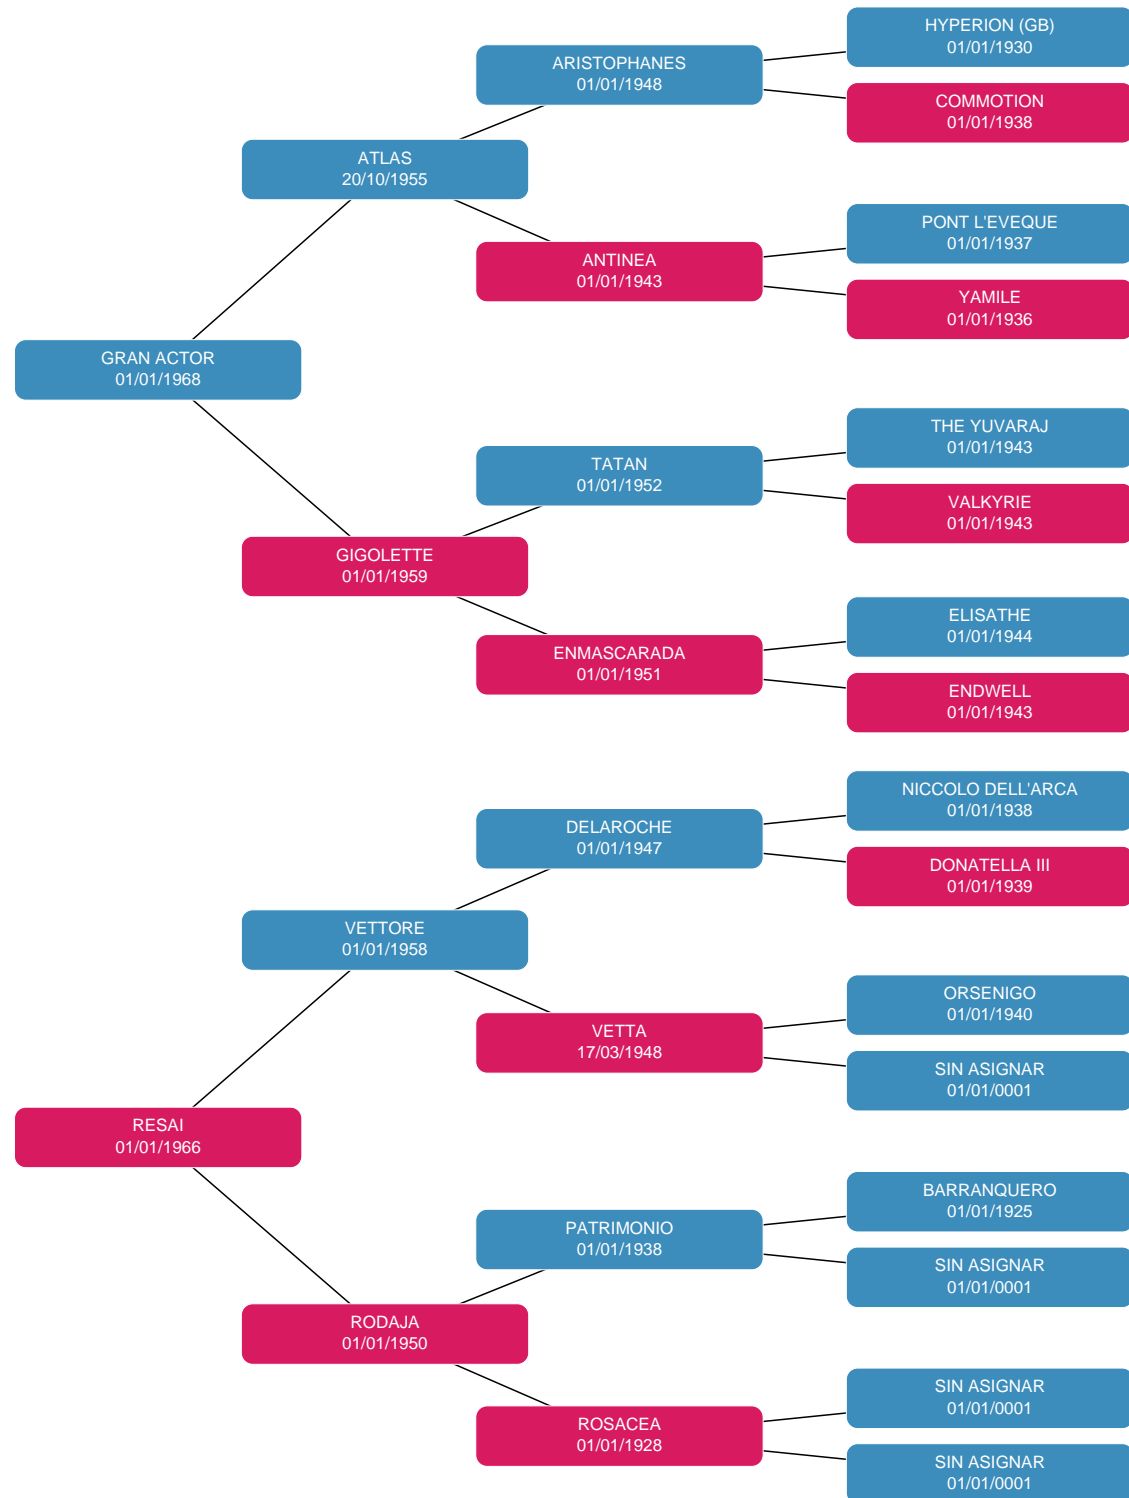 HYPERION (GB)
01/01/1930
ARISTOPHANES
01/01/1948
COMMOTION
01/01/1938
ATLAS
20/10/1955
PONT L'EVEQUE
01/01/1937
ANTINEA
01/01/1943
YAMILE
01/01/1936
GRAN ACTOR
01/01/1968
THE YUVARAJ
01/01/1943
TATAN
01/01/1952
VALKYRIE
01/01/1943
GIGOLETTE
01/01/1959
ELISATHE
01/01/1944
ENMASCARADA
01/01/1951
ENDWELL
01/01/1943
NICCOLO DELL'ARCA
01/01/1938
DELAROCHE
01/01/1947
DONATELLA III
01/01/1939
VETTORE
01/01/1958
ORSENIGO
01/01/1940
VETTA
17/03/1948
SIN ASIGNAR
01/01/0001
RESAI
01/01/1966
BARRANQUERO
01/01/1925
PATRIMONIO
01/01/1938
SIN ASIGNAR
01/01/0001
RODAJA
01/01/1950
SIN ASIGNAR
01/01/0001
ROSACEA
01/01/1928
SIN ASIGNAR
01/01/0001